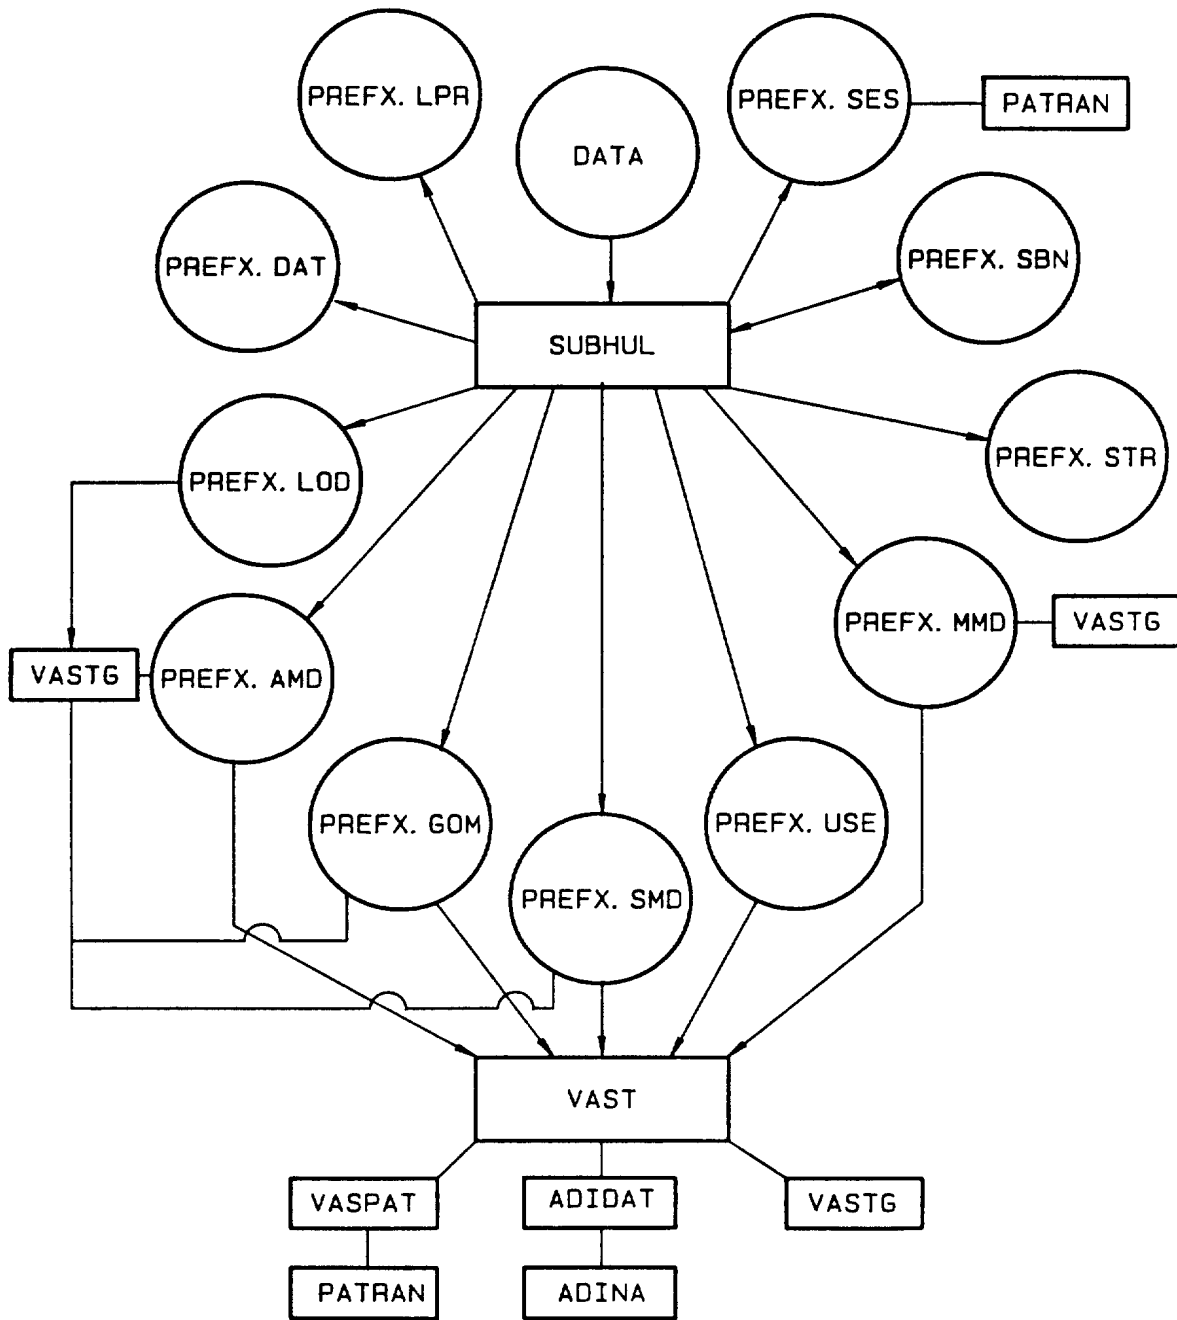 PREFX. LPR
PREFX. SES
PATRAN
DATA
PREFX. DAT
PREFX. SBN
SUBHUL
PREFX. LOD
PREFX. STR
PREFX. MMD
VASTG
VASTG
PREFX. AMD
PREFX. GOM
PREFX. SMD
PREFX. USE
VAST
VASPAT
ADIDAT
VASTG
PATRAN
ADINA